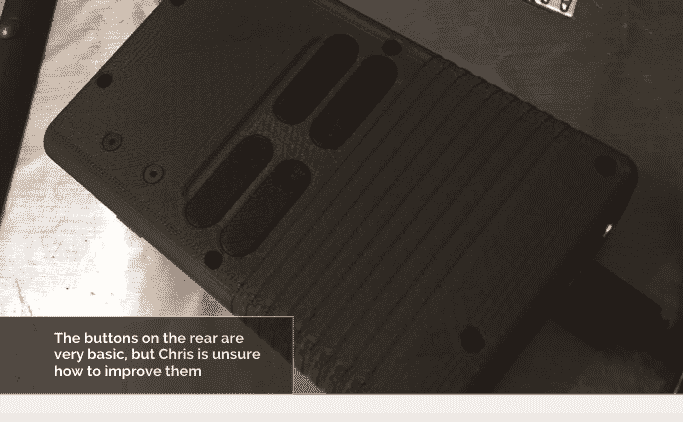 The buttons on the rear are
very basic, but Chris is unsure
how to improve them